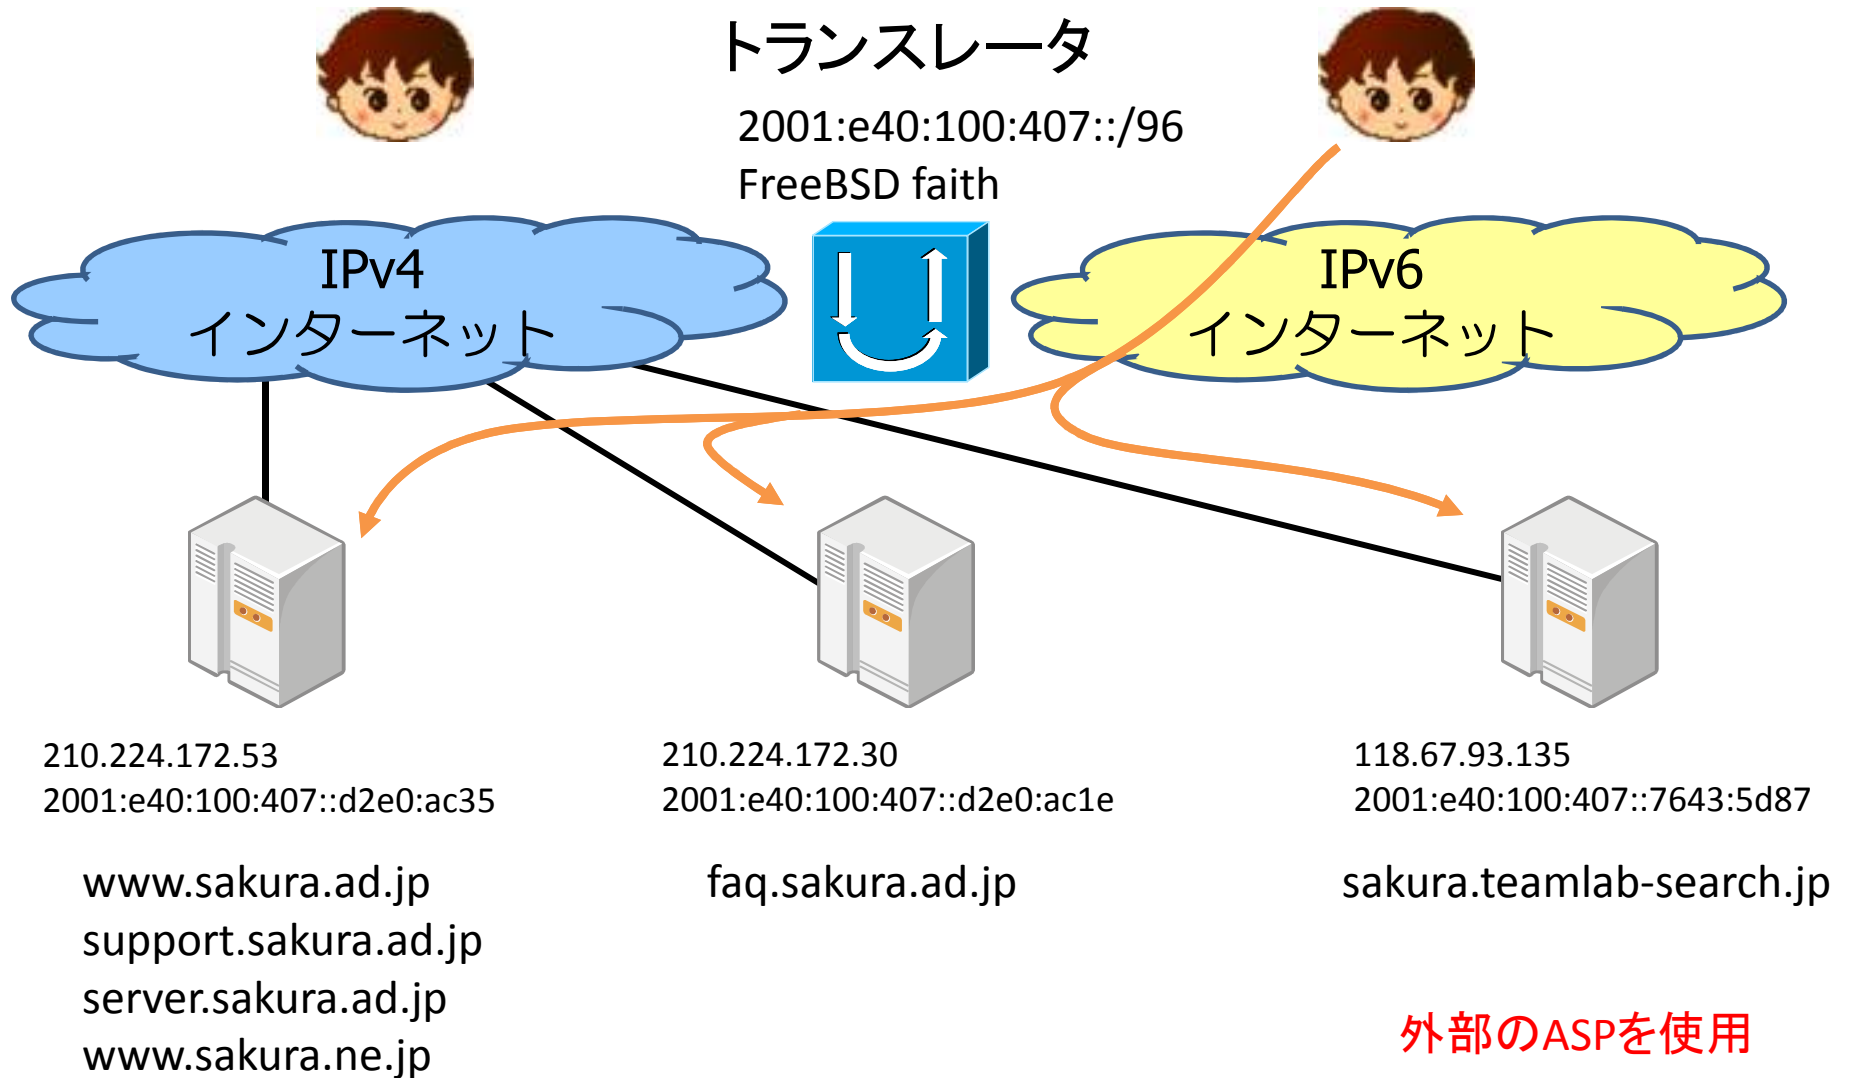 トランスレータ
2001:e40:100:407::/96
FreeBSD faith
IPv4
インターネット
IPv6
インターネット
210.224.172.53
2001:e40:100:407::d2e0:ac35
www.sakura.ad.jp
support.sakura.ad.jp
server.sakura.ad.jp
www.sakura.ne.jp
210.224.172.30
2001:e40:100:407::d2e0:ac1e
faq.sakura.ad.jp
118.67.93.135
2001:e40:100:407::7643:5d87
sakura.teamlab-search.jp
外部のASPを使用